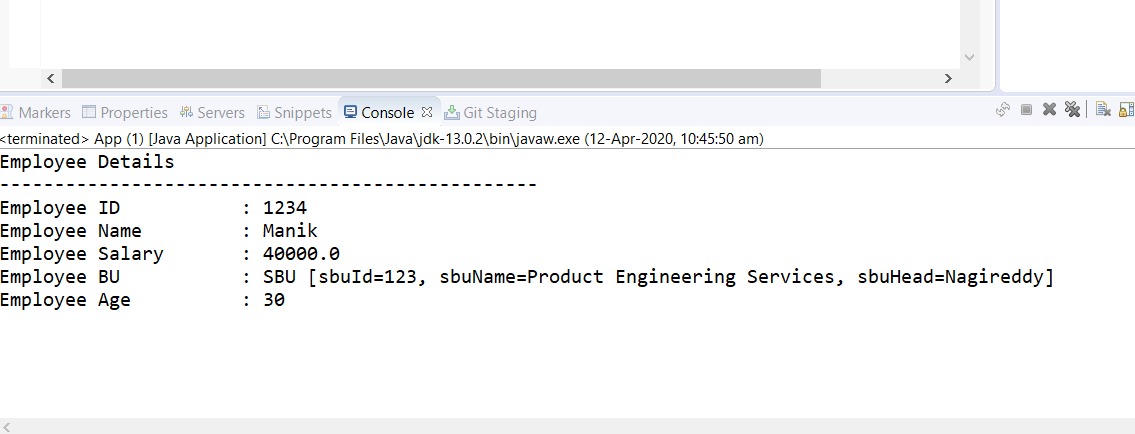 Markers Properties Servers Snippets Console Git Staging
<terminated> App (1) [Java Application] C:\Program Files\Java\jdk-13.0.2\bin\javaw.exe (12-Apr-2020, 10:45:50 am)
Employee Details
-------------------------------------------------
Employee ID           : 1234
Employee Name         : Manik
Employee Salary       : 40000.0
Employee BU           : SBU [sbuId=123, sbuName=Product Engineering Services, sbuHead=Nagireddy]
Employee Age          : 30